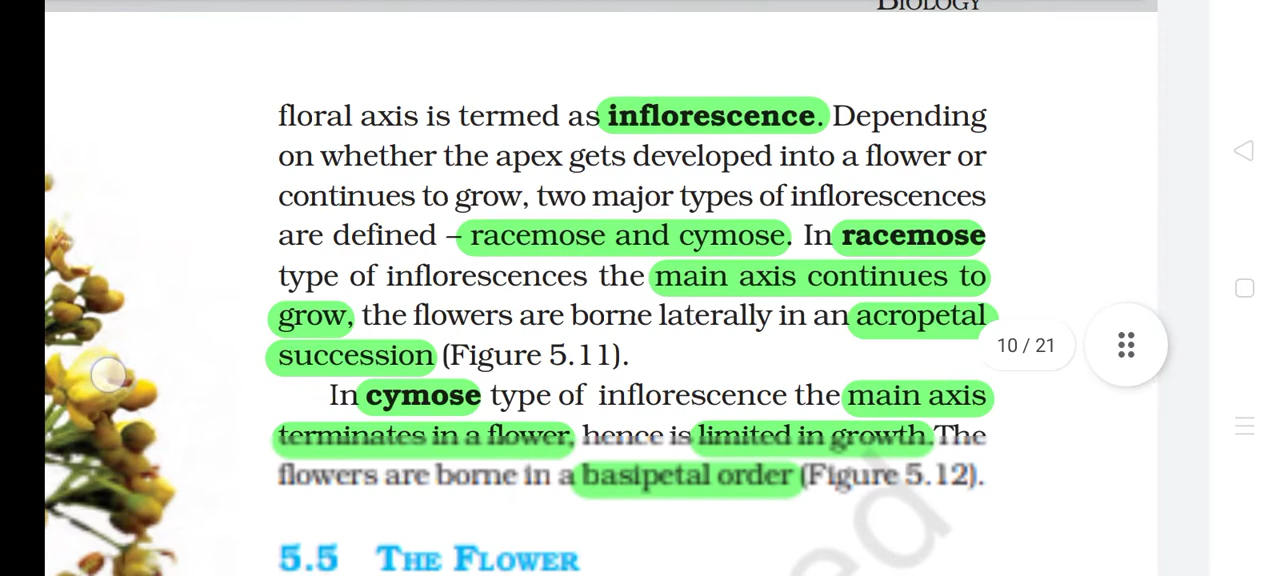 BIOLOGY
floral axis is termed as inflorescence. Depending
on whether the apex gets developed into a flower or
continues to grow, two major types of inflorescences
are defined – racemose and cymose. In racemose
type of inflorescences the main axis continues to
grow, the flowers are borne laterally in an acropetal
succession (Figure 5.11).
10 / 21
In cymose type of inflorescence the main axis
terminates in a flower, hence is limited in growth.The
flowers are borne in a basipetal order (Figure 5.12).
5.5 THE FLOWER